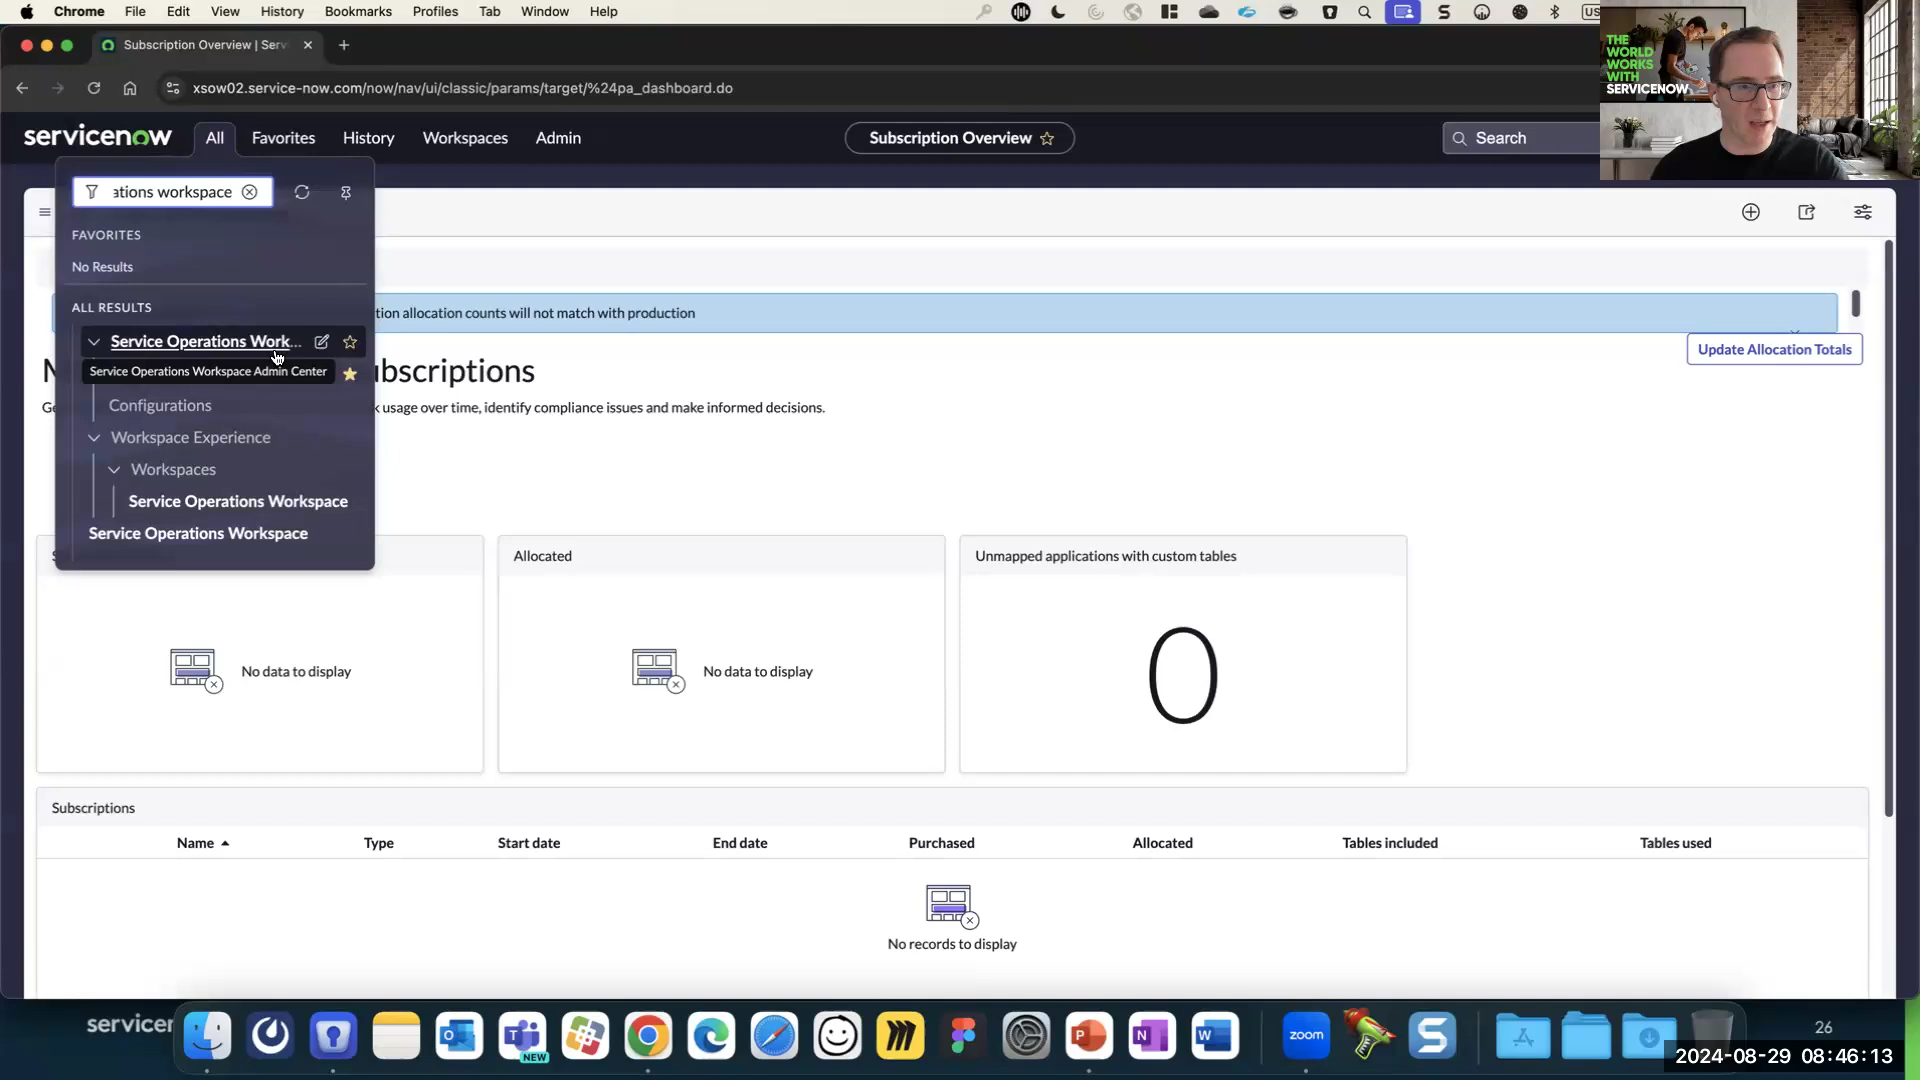 Chrome File Edit View History Bookmarks Profiles Tab Window Help
Subscription Overview | Serv
xsow02.service-now.com/now/nav/ui/classic/params/target/%24pa_dashboard.do
THE
WORLD
WORKS
WITH
SERVICENOW
servicenow All Favorites History Workspaces Admin
Subscription Overview
Search
ations workspace
FAVORITES
No Results
ALL RESULTS
Service Operations Work...
Service Operations Workspace Admin Center
Configurations
Workspace Experience
Workspaces
Service Operations Workspace
Service Operations Workspace
tion allocation counts will not match with production
Update Allocation Totals
ubscriptions
k usage over time, identify compliance issues and make informed decisions.
No data to display
Allocated
No data to display
Unmapped applications with custom tables
0
Subscriptions
Name Type Start date End date Purchased Allocated Tables included Tables used
No records to display
servicer
NEW
zoom
26
2024-08-29 08:46:13